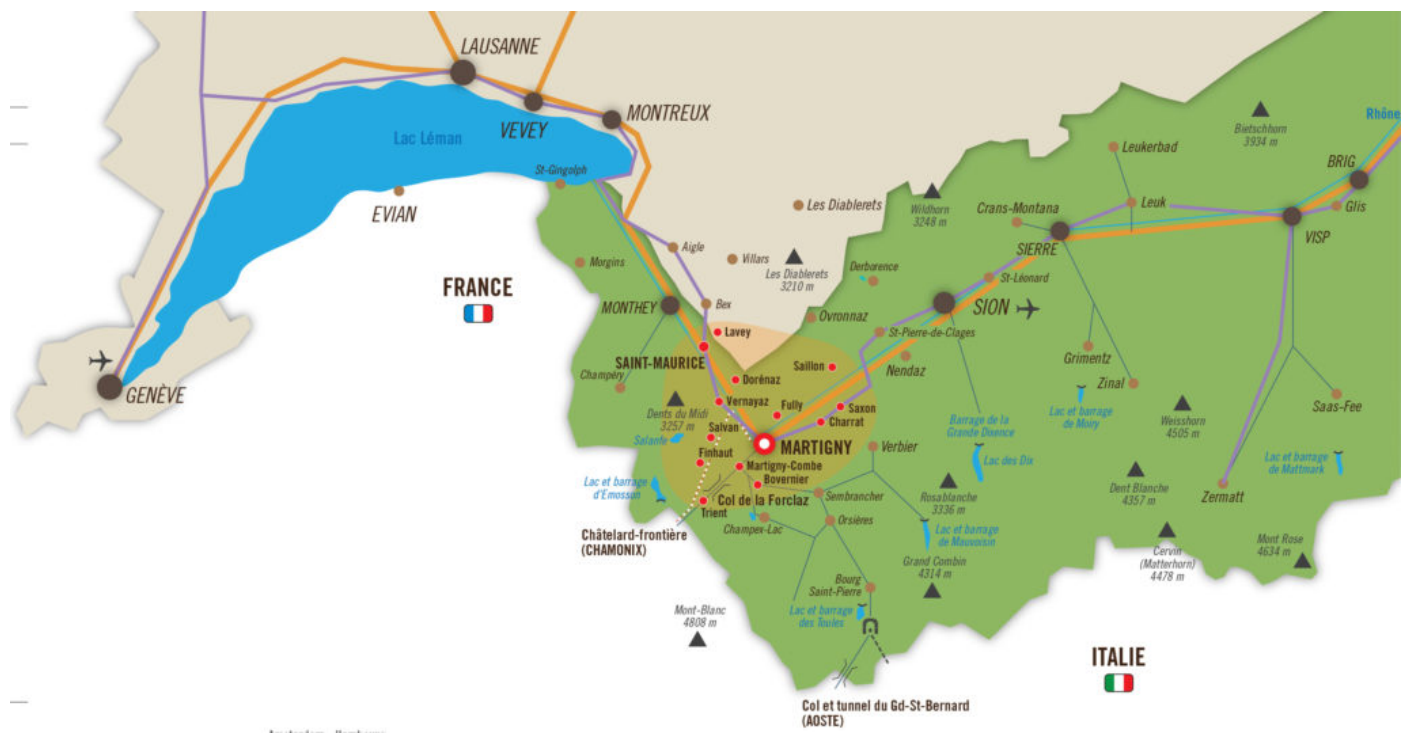 LAUSANNE
Lac Léman
VEVEY
MONTREUX
St-Gingolph
EVIAN
GENÈVE
FRANCE
Rhône
Bietschhorn
3934 m
BRIG
Glis
VISP
Leukerbad
Leuk
Crans-Montana
SIERRE
Wildhorn
3248 m
Les Diablerets
Aigle
Villars
Les Diablerets
3210 m
Derborence
St-Léonard
Morgins
MONTHEY
Bex
Ovronnaz
SION
St-Pierre-de-Clages
Nendaz
Grimentz
Zinal
Lavey
SAINT-MAURICE
Saillon
Dorénaz
Champéry
Dents du Midi
3257 m
Vernayaz
Fully
Saxon
Charrat
Salvan
Salanfe
MARTIGNY
Finhaut
Martigny-Combe
Bovernier
Col de la Forclaz
Trient
Lac et barrage
d'Emosson
Châtelard-frontière
(CHAMONIX)
Champex-Lac
Verbier
Sembrancher
Orsières
Barrage de la
Grande Dixence
Lac des Dix
Rosablanche
3336 m
Lac et barrage
de Mauvoisin
Grand Combin
4314 m
Lac et barrage
de Moiry
Weisshorn
4505 m
Saas-Fee
Lac et barrage
de Mattmark
Dent Blanche
4357 m
Zermatt
Cervin
(Matterhorn)
4478 m
Mont Rose
4634 m
Bourg
Saint-Pierre
Lac et barrage
des Toules
Mont-Blanc
4808 m
ITALIE
Col et tunnel du Gd-St-Bernard
(AOSTE)